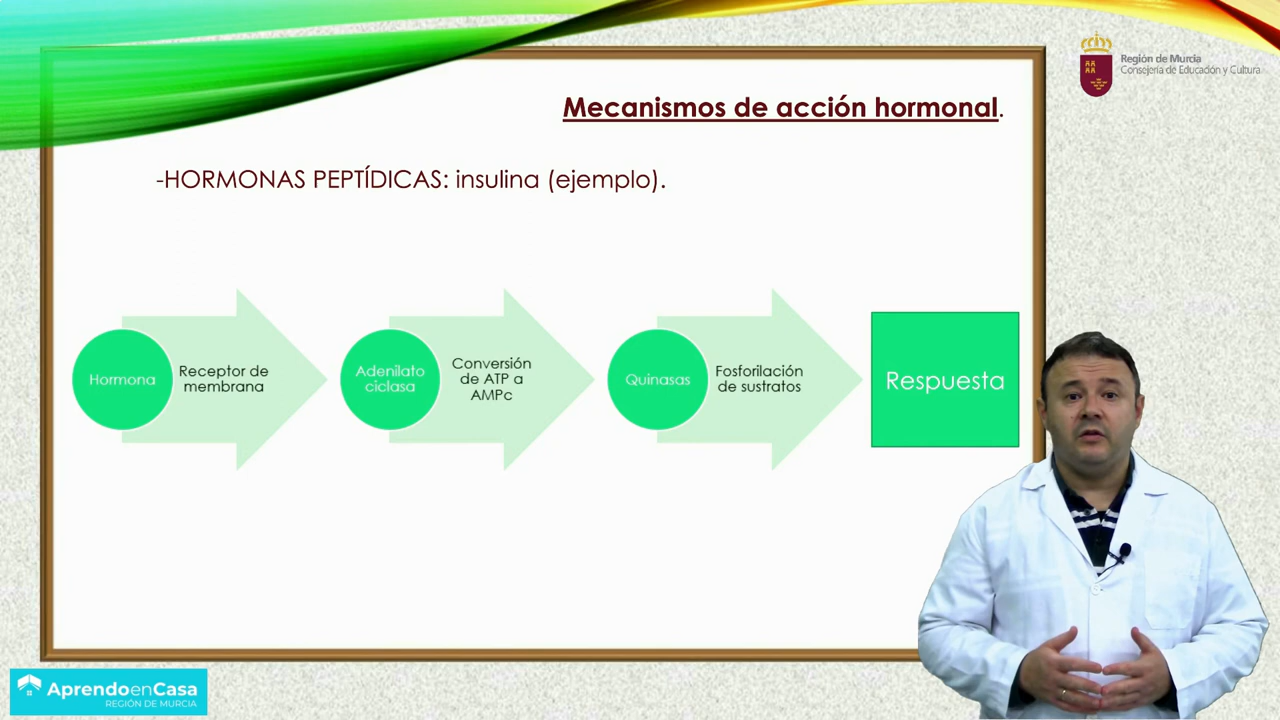 Región de Murcia
Consejería de Educación y Cultura
Mecanismos de acción hormonal.
-HORMONAS PEPTÍDICAS: insulina (ejemplo).
Hormona
Receptor de
membrana
Adenilato
ciclasa
Conversión
de ATP a
AMPc
Quinasas
Fosforilación
de sustratos
Respuesta
AprendoenCasa
REGIÓN DE MURCIA